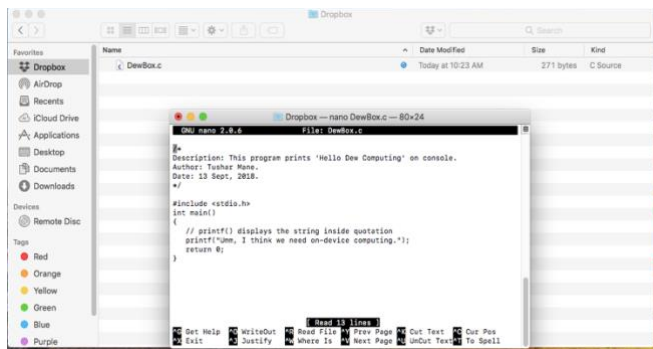 Dropbox
Search
Favorites
Dropbox
AirDrop
Recents
iCloud Drive
Applications
Desktop
Documents
Downloads
Devices
Remote Disc
Tags
Red
Orange
Yellow
Green
Blue
Purple
Name Date Modified Size Kind
DewBox.c Today at 10:23 AM 271 bytes C Source
Dropbox — nano DewBox.c — 80×24
GNU nano 2.0.6 File: DewBox.c
/*
Description: This program prints 'Hello Dew Computing' on console.
Author: Tushar Mane.
Date: 13 Sept, 2018.
*/
#include <stdio.h>
int main()
{
// printf() displays the string inside quotation
printf("Umm, I think we need on-device computing.");
return 0;
}
[ Read 13 lines ]
^G Get Help ^O WriteOut ^R Read File ^Y Prev Page ^K Cut Text ^C Cur Pos
^X Exit ^J Justify ^W Where Is ^V Next Page ^U UnCut Text ^T To Spell